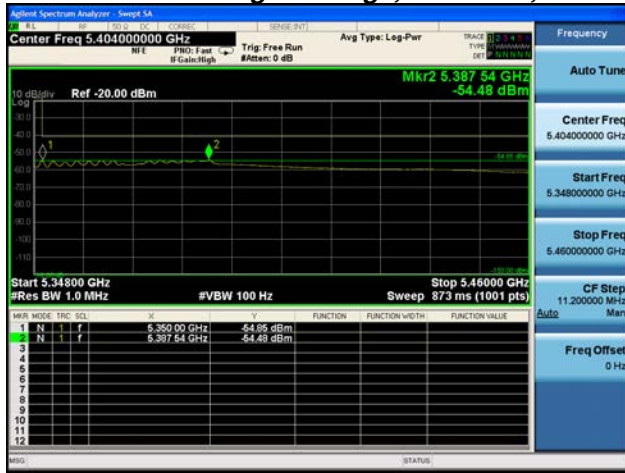 Agilent Spectrum Analyzer - Swept SA
RL RF 50 Ω DC CORREC SENSE:INT
Center Freq 5.404000000 GHz
NFE PNO: Fast IFGain:High
Trig: Free Run
#Atten: 0 dB
Avg Type: Log-Pwr
TRACE 1 2 3 4 5 6
TYPE
DET
Mkr2 5.387 54 GHz
-54.48 dBm
10 dB/div
Log
Ref -20.00 dBm
-30.0
-40.0
-50.0
-60.0
-70.0
-80.0
-90.0
-100
-110
1
2
Start 5.34800 GHz
Stop 5.46000 GHz
#Res BW 1.0 MHz
#VBW 100 Hz
Sweep 873 ms (1001 pts)
MKR MODE TRC SCL X Y FUNCTION FUNCTION WIDTH FUNCTION VALUE
1 N 1 f 5.350 00 GHz -54.85 dBm
2 N 1 f 5.387 54 GHz -54.48 dBm
3
4
5
6
7
8
9
10
11
12
MSG
STATUS
Frequency
Auto Tune
Center Freq
5.404000000 GHz
Start Freq
5.348000000 GHz
Stop Freq
5.460000000 GHz
CF Step
11.200000 MHz
Auto Man
Freq Offset
0 Hz